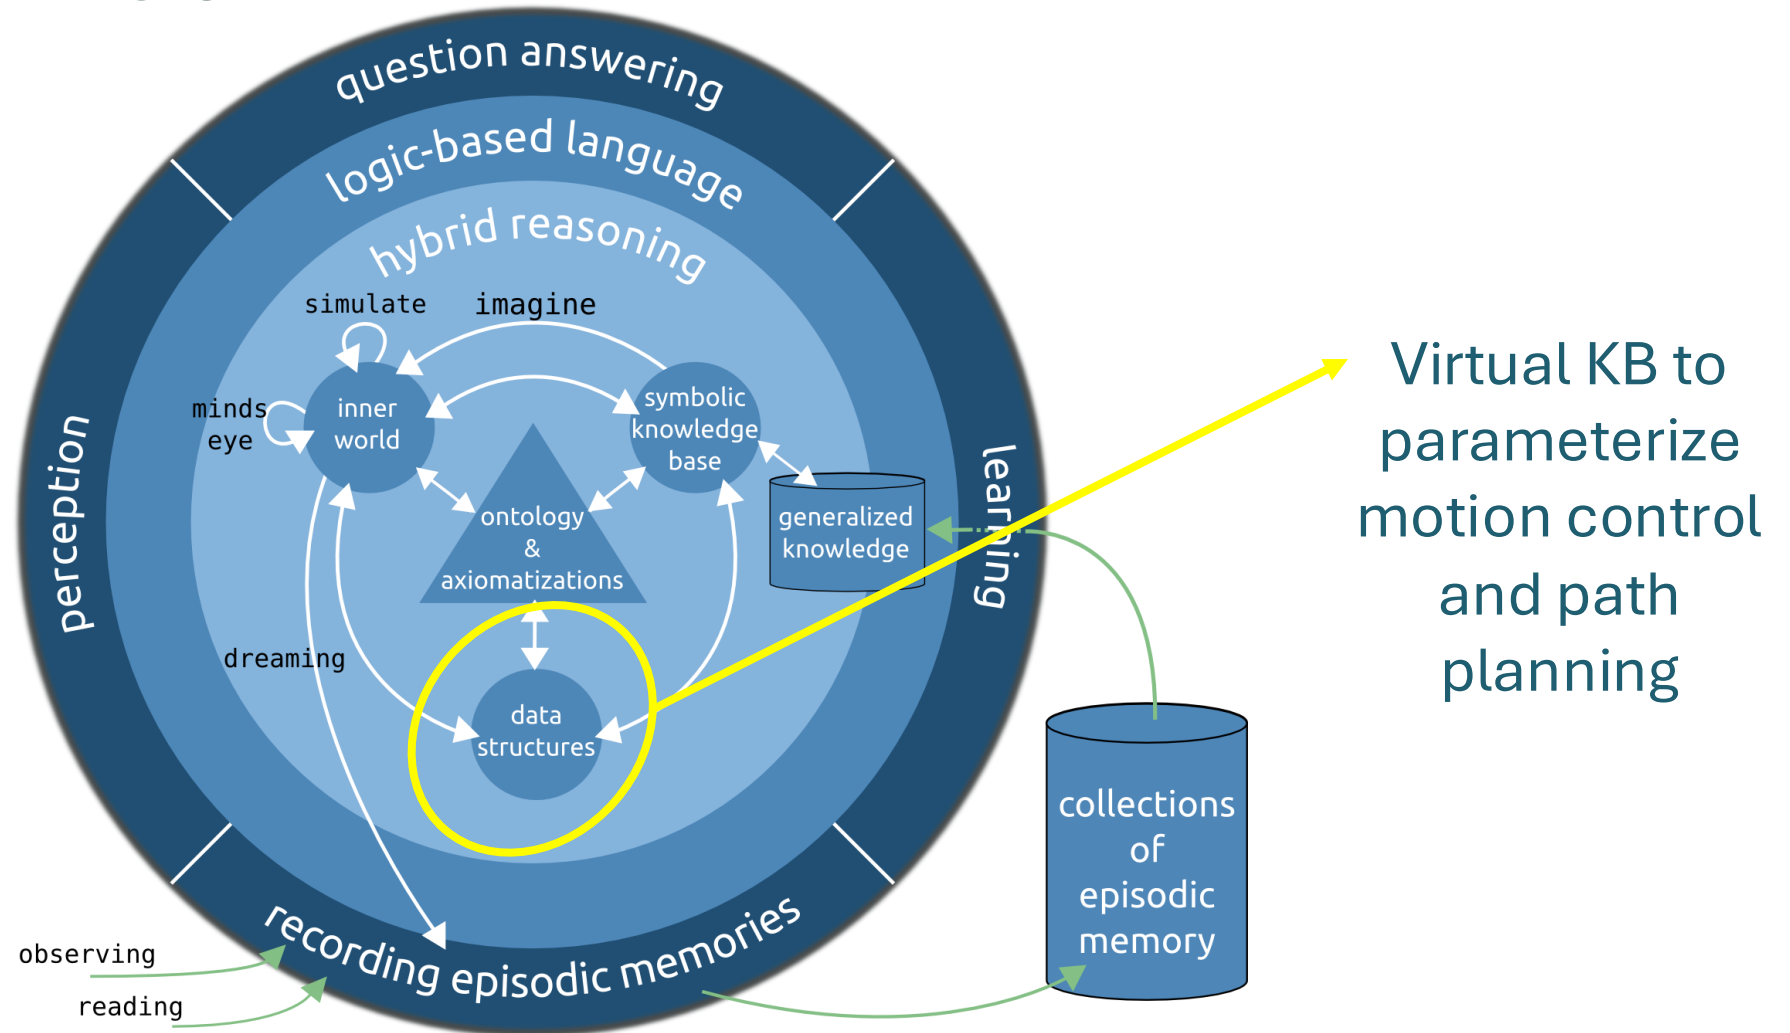 question answering
logic-based language
hybrid reasoning
simulate
imagine
minds
eye
inner
world
symbolic
knowledge
base
perception
learning
ontology
&
axiomatizations
generalized
knowledge
dreaming
data
structures
Virtual KB to
parameterize
motion control
and path
planning
collections
of
episodic
memory
recording episodic memories
observing
reading